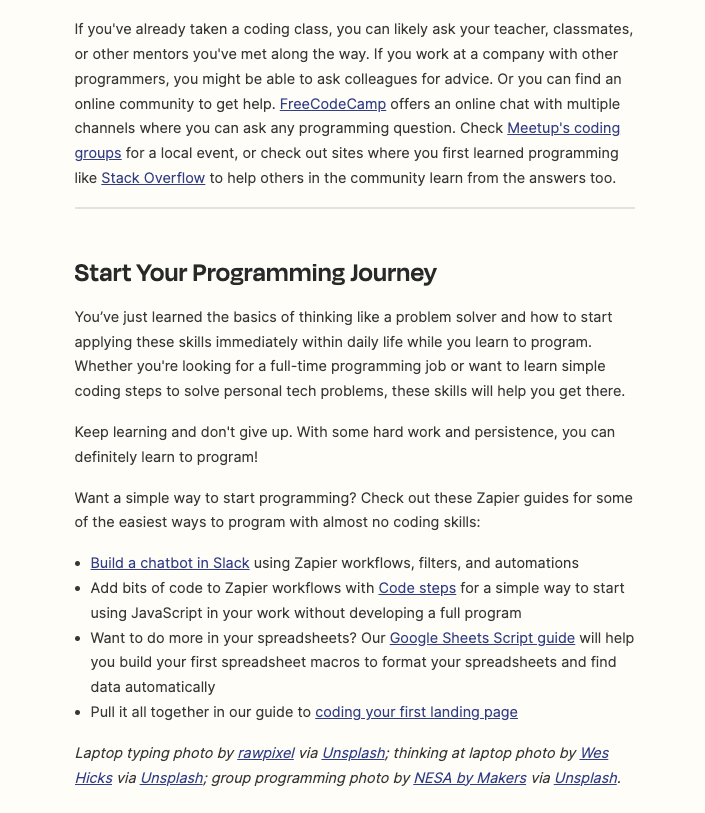 If you've already taken a coding class, you can likely ask your teacher, classmates,
or other mentors you've met along the way. If you work at a company with other
programmers, you might be able to ask colleagues for advice. Or you can find an
online community to get help. FreeCodeCamp offers an online chat with multiple
channels where you can ask any programming question. Check Meetup's coding
groups for a local event, or check out sites where you first learned programming
like Stack Overflow to help others in the community learn from the answers too.
Start Your Programming Journey
You’ve just learned the basics of thinking like a problem solver and how to start
applying these skills immediately within daily life while you learn to program.
Whether you're looking for a full-time programming job or want to learn simple
coding steps to solve personal tech problems, these skills will help you get there.
Keep learning and don't give up. With some hard work and persistence, you can
definitely learn to program!
Want a simple way to start programming? Check out these Zapier guides for some
of the easiest ways to program with almost no coding skills:
• Build a chatbot in Slack using Zapier workflows, filters, and automations
• Add bits of code to Zapier workflows with Code steps for a simple way to start
using JavaScript in your work without developing a full program
• Want to do more in your spreadsheets? Our Google Sheets Script guide will help
you build your first spreadsheet macros to format your spreadsheets and find
data automatically
• Pull it all together in our guide to coding your first landing page
Laptop typing photo by rawpixel via Unsplash; thinking at laptop photo by Wes
Hicks via Unsplash; group programming photo by NESA by Makers via Unsplash.